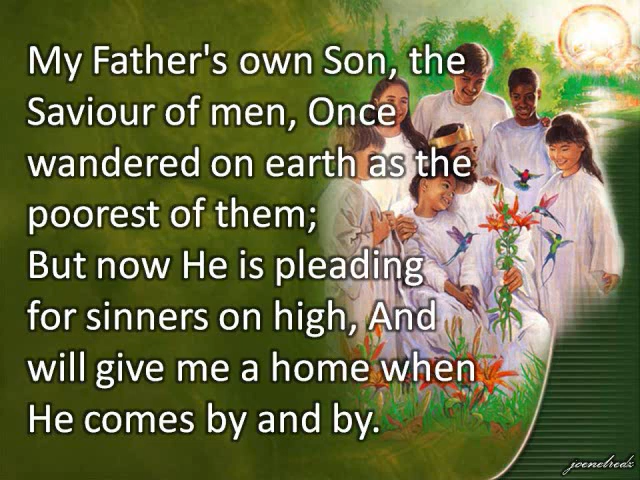 My Father's own Son, the
Saviour of men, Once
wandered on earth as the
poorest of them;
But now He is pleading
for sinners on high, And
will give me a home when
He comes by and by.
joenelredz